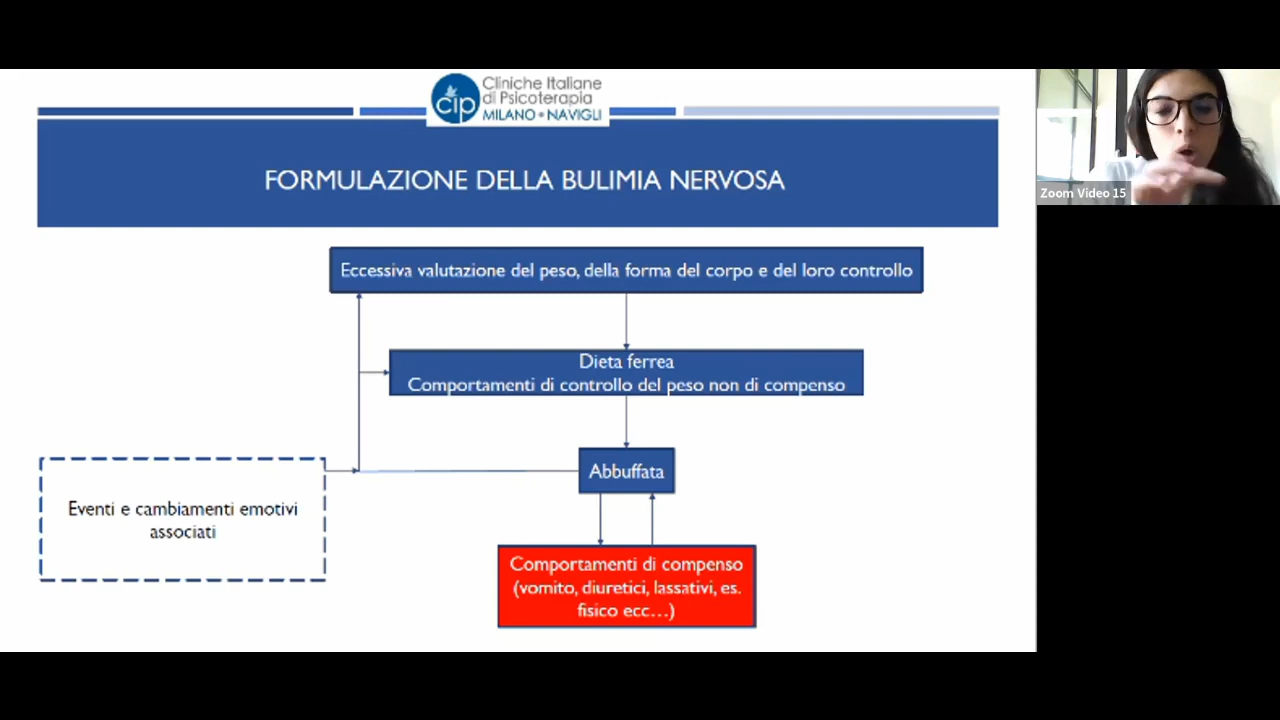 cip
Cliniche Italiane
di Psicoterapia
MILANO • NAVIGLI
Zoom Video 15
FORMULAZIONE DELLA BULIMIA NERVOSA
Eccessiva valutazione del peso, della forma del corpo e del loro controllo
Dieta ferrea
Comportamenti di controllo del peso non di compenso
Abbuffata
Eventi e cambiamenti emotivi
associati
Comportamenti di compenso
(vomito, diuretici, lassativi, es.
fisico ecc…)